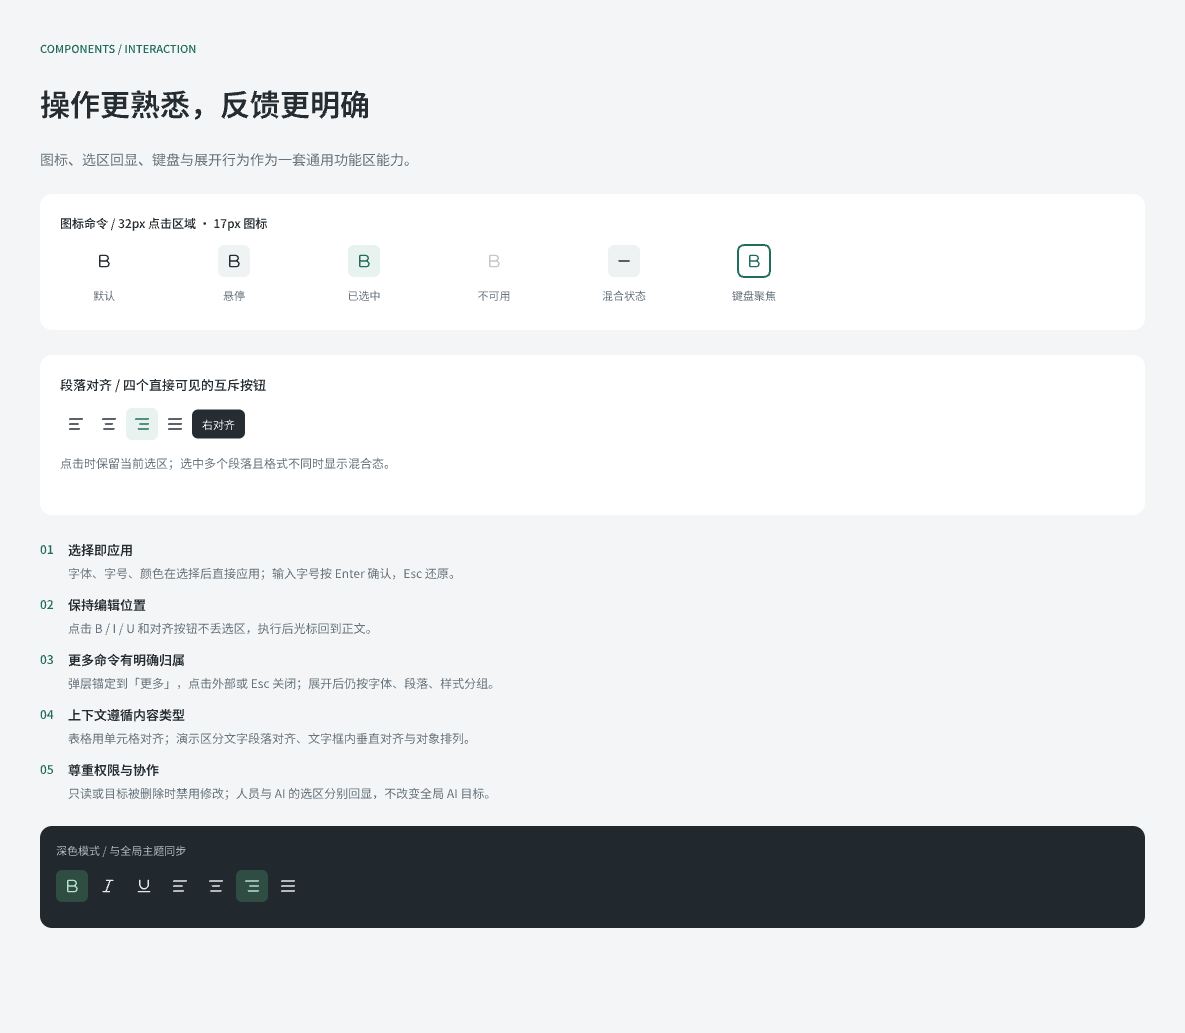 COMPONENTS / INTERACTION
操作更熟悉，反馈更明确
图标、选区回显、键盘与展开行为作为一套通用功能区能力。
图标命令 / 32px 点击区域 · 17px 图标
B B B B B
默认 悬停 已选中 不可用 混合状态 键盘聚焦
段落对齐 / 四个直接可见的互斥按钮
右对齐
点击时保留当前选区；选中多个段落且格式不同时显示混合态。
01 选择即应用
字体、字号、颜色在选择后直接应用；输入字号按 Enter 确认，Esc 还原。
02 保持编辑位置
点击 B / I / U 和对齐按钮不丢选区，执行后光标回到正文。
03 更多命令有明确归属
弹层锚定到「更多」，点击外部或 Esc 关闭；展开后仍按字体、段落、样式分组。
04 上下文遵循内容类型
表格用单元格对齐；演示区分文字段落对齐、文字框内垂直对齐与对象排列。
05 尊重权限与协作
只读或目标被删除时禁用修改；人员与 AI 的选区分别回显，不改变全局 AI 目标。
深色模式 / 与全局主题同步
B I U